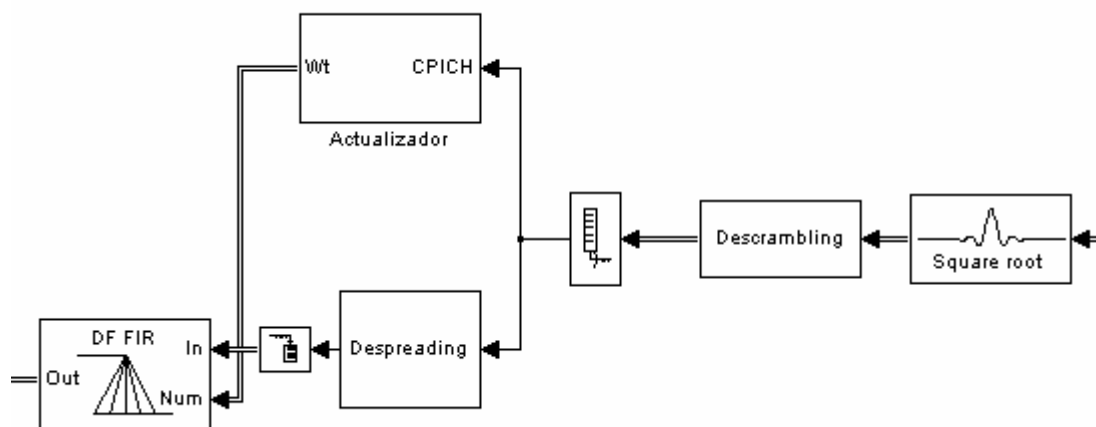 Wt
CPICH
Actualizador
Descrambling
Square root
Despreading
DF FIR
In
Out
Num